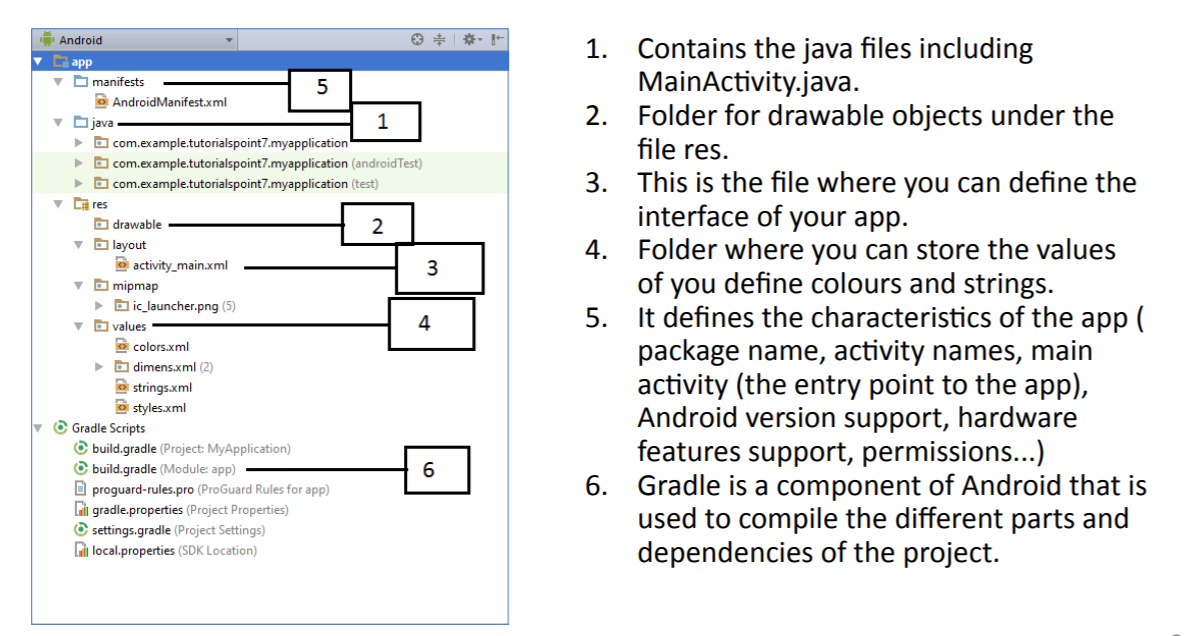 Android
app
manifests
5
AndroidManifest.xml
java
1
com.example.tutorialspoint7.myapplication
com.example.tutorialspoint7.myapplication (androidTest)
com.example.tutorialspoint7.myapplication (test)
res
drawable
2
layout
activity_main.xml
3
mipmap
ic_launcher.png (5)
values
4
colors.xml
dimens.xml (2)
strings.xml
styles.xml
Gradle Scripts
build.gradle (Project: MyApplication)
build.gradle (Module: app)
6
proguard-rules.pro (ProGuard Rules for app)
gradle.properties (Project Properties)
settings.gradle (Project Settings)
local.properties (SDK Location)
1. Contains the java files including
MainActivity.java.
2. Folder for drawable objects under the
file res.
3. This is the file where you can define the
interface of your app.
4. Folder where you can store the values
of you define colours and strings.
5. It defines the characteristics of the app (
package name, activity names, main
activity (the entry point to the app),
Android version support, hardware
features support, permissions...)
6. Gradle is a component of Android that is
used to compile the different parts and
dependencies of the project.